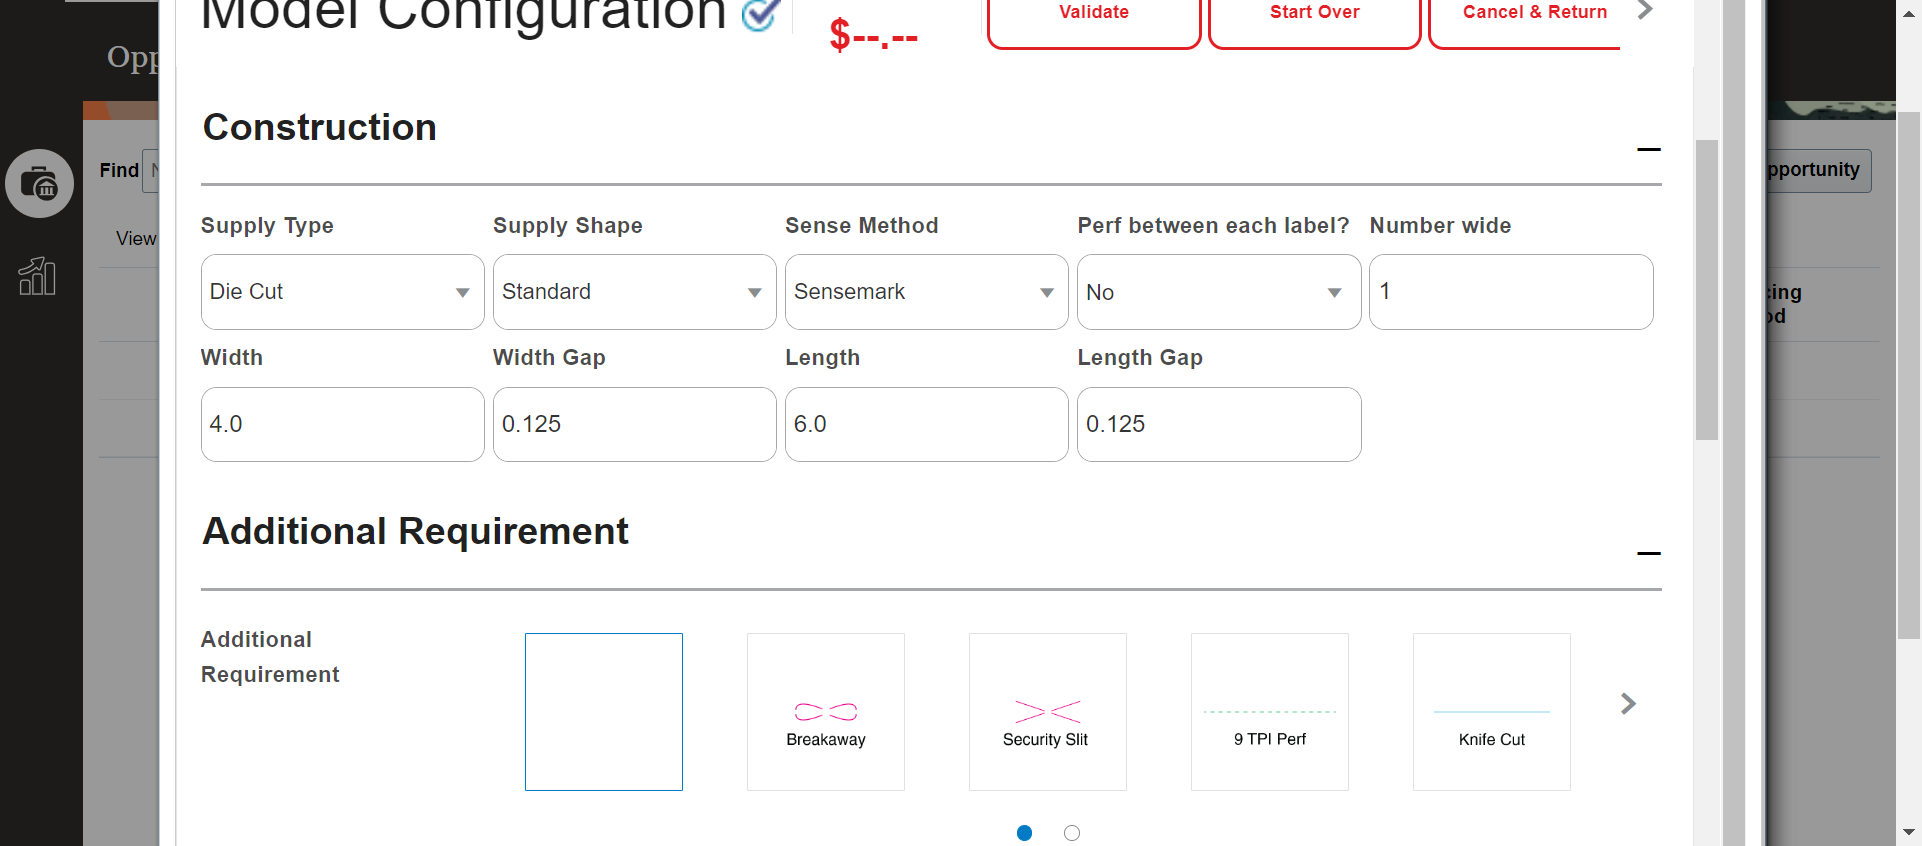 Model Configuration
$--.--
Validate
Start Over
Cancel & Return
Opp
Construction
Find
pportunity
View
Supply Type
Supply Shape
Sense Method
Perf between each label?
Number wide
Die Cut
Standard
Sensemark
No
1
cing
od
Width
Width Gap
Length
Length Gap
4.0
0.125
6.0
0.125
Additional Requirement
Additional
Requirement
Breakaway
Security Slit
9 TPI Perf
Knife Cut